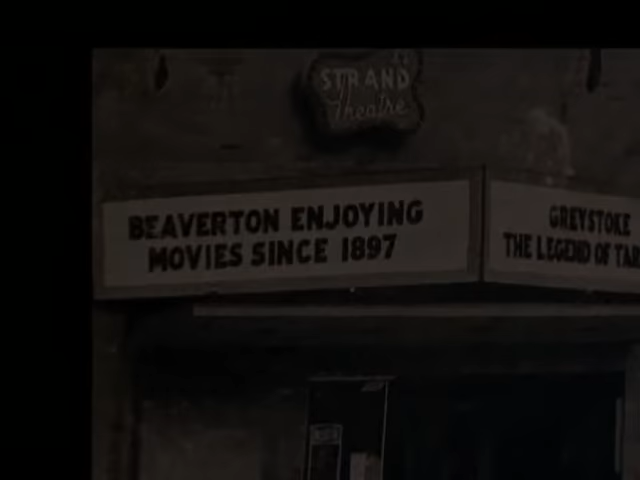 STRAND
Theatre
BEAVERTON ENJOYING
MOVIES SINCE 1897
GREYSTOKE
THE LEGEND OF